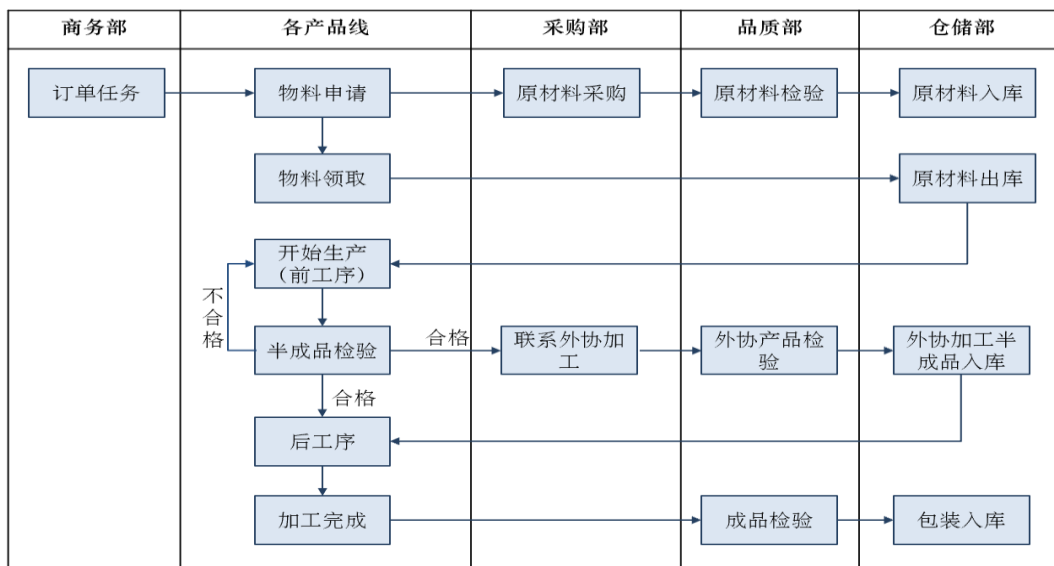 商务部
各产品线
采购部
品质部
仓储部
订单任务
物料申请
原材料采购
原材料检验
原材料入库
物料领取
原材料出库
开始生产
（前工序）
不合格
半成品检验
合格
联系外协加
工
外协产品检
验
外协加工半
成品入库
合格
后工序
加工完成
成品检验
包装入库